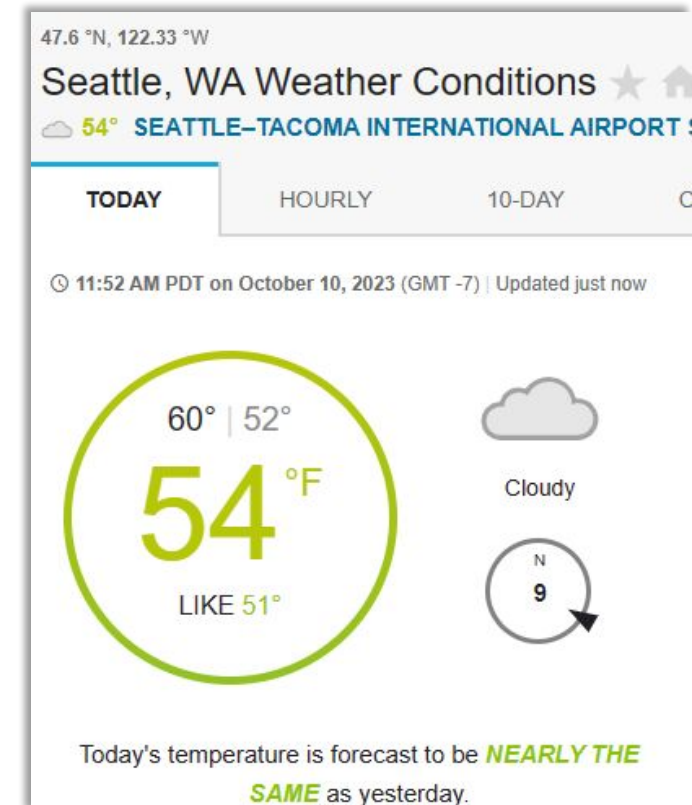 47.6 °N, 122.33 °W
Seattle, WA Weather Conditions
54° SEATTLE–TACOMA INTERNATIONAL AIRPORT
TODAY HOURLY 10-DAY
11:52 AM PDT on October 10, 2023 (GMT -7) | Updated just now
60° | 52°
54 °F
LIKE 51°
Cloudy
N
9
Today's temperature is forecast to be NEARLY THE
SAME as yesterday.